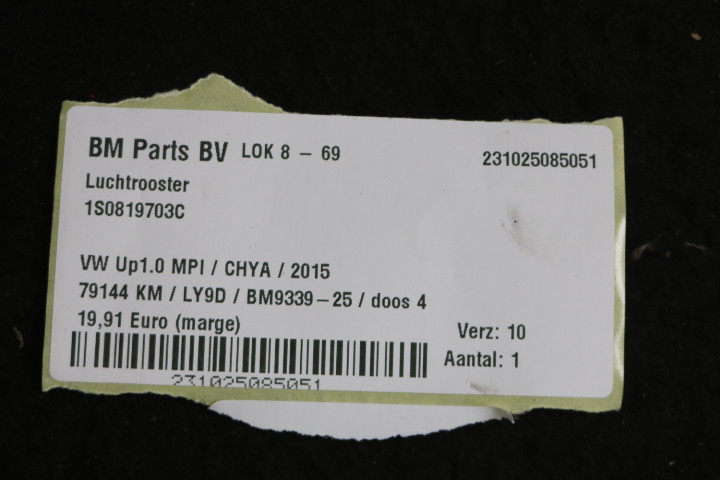 BM Parts BV LOK 8 - 69 231025085051
Luchtrooster
1S0819703C
VW Up1.0 MPI / CHYA / 2015
79144 KM / LY9D / BM9339-25 / doos 4
19,91 Euro (marge)
Verz: 10
Aantal: 1
231025085051